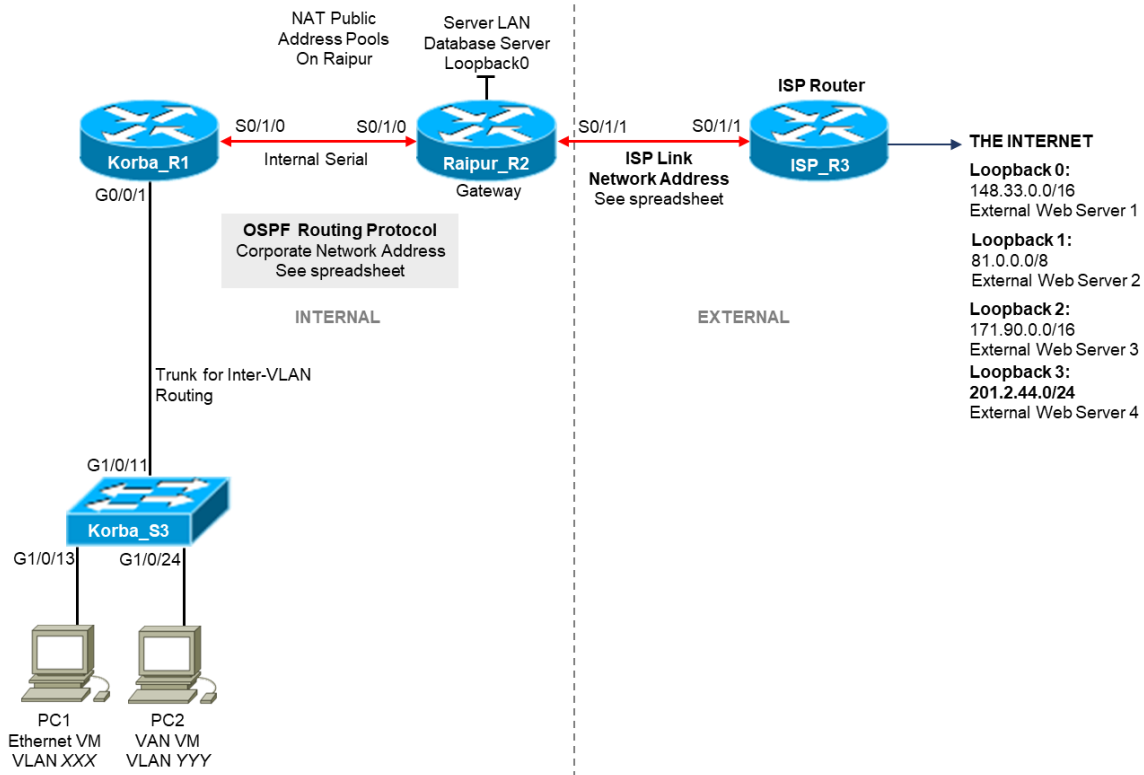 NAT Public
Address Pools
On Raipur
Server LAN
Database Server
Loopback0
ISP Router
Korba_R1
S0/1/0
S0/1/0
Internal Serial
Raipur_R2
Gateway
S0/1/1
S0/1/1
ISP Link
Network Address
See spreadsheet
ISP_R3
THE INTERNET
Loopback 0:
148.33.0.0/16
External Web Server 1
Loopback 1:
81.0.0.0/8
External Web Server 2
Loopback 2:
171.90.0.0/16
External Web Server 3
Loopback 3:
201.2.44.0/24
External Web Server 4
G0/0/1
OSPF Routing Protocol
Corporate Network Address
See spreadsheet
INTERNAL
EXTERNAL
Trunk for Inter-VLAN
Routing
G1/0/11
Korba_S3
G1/0/13
G1/0/24
PC1
Ethernet VM
VLAN XXX
PC2
VAN VM
VLAN YYY